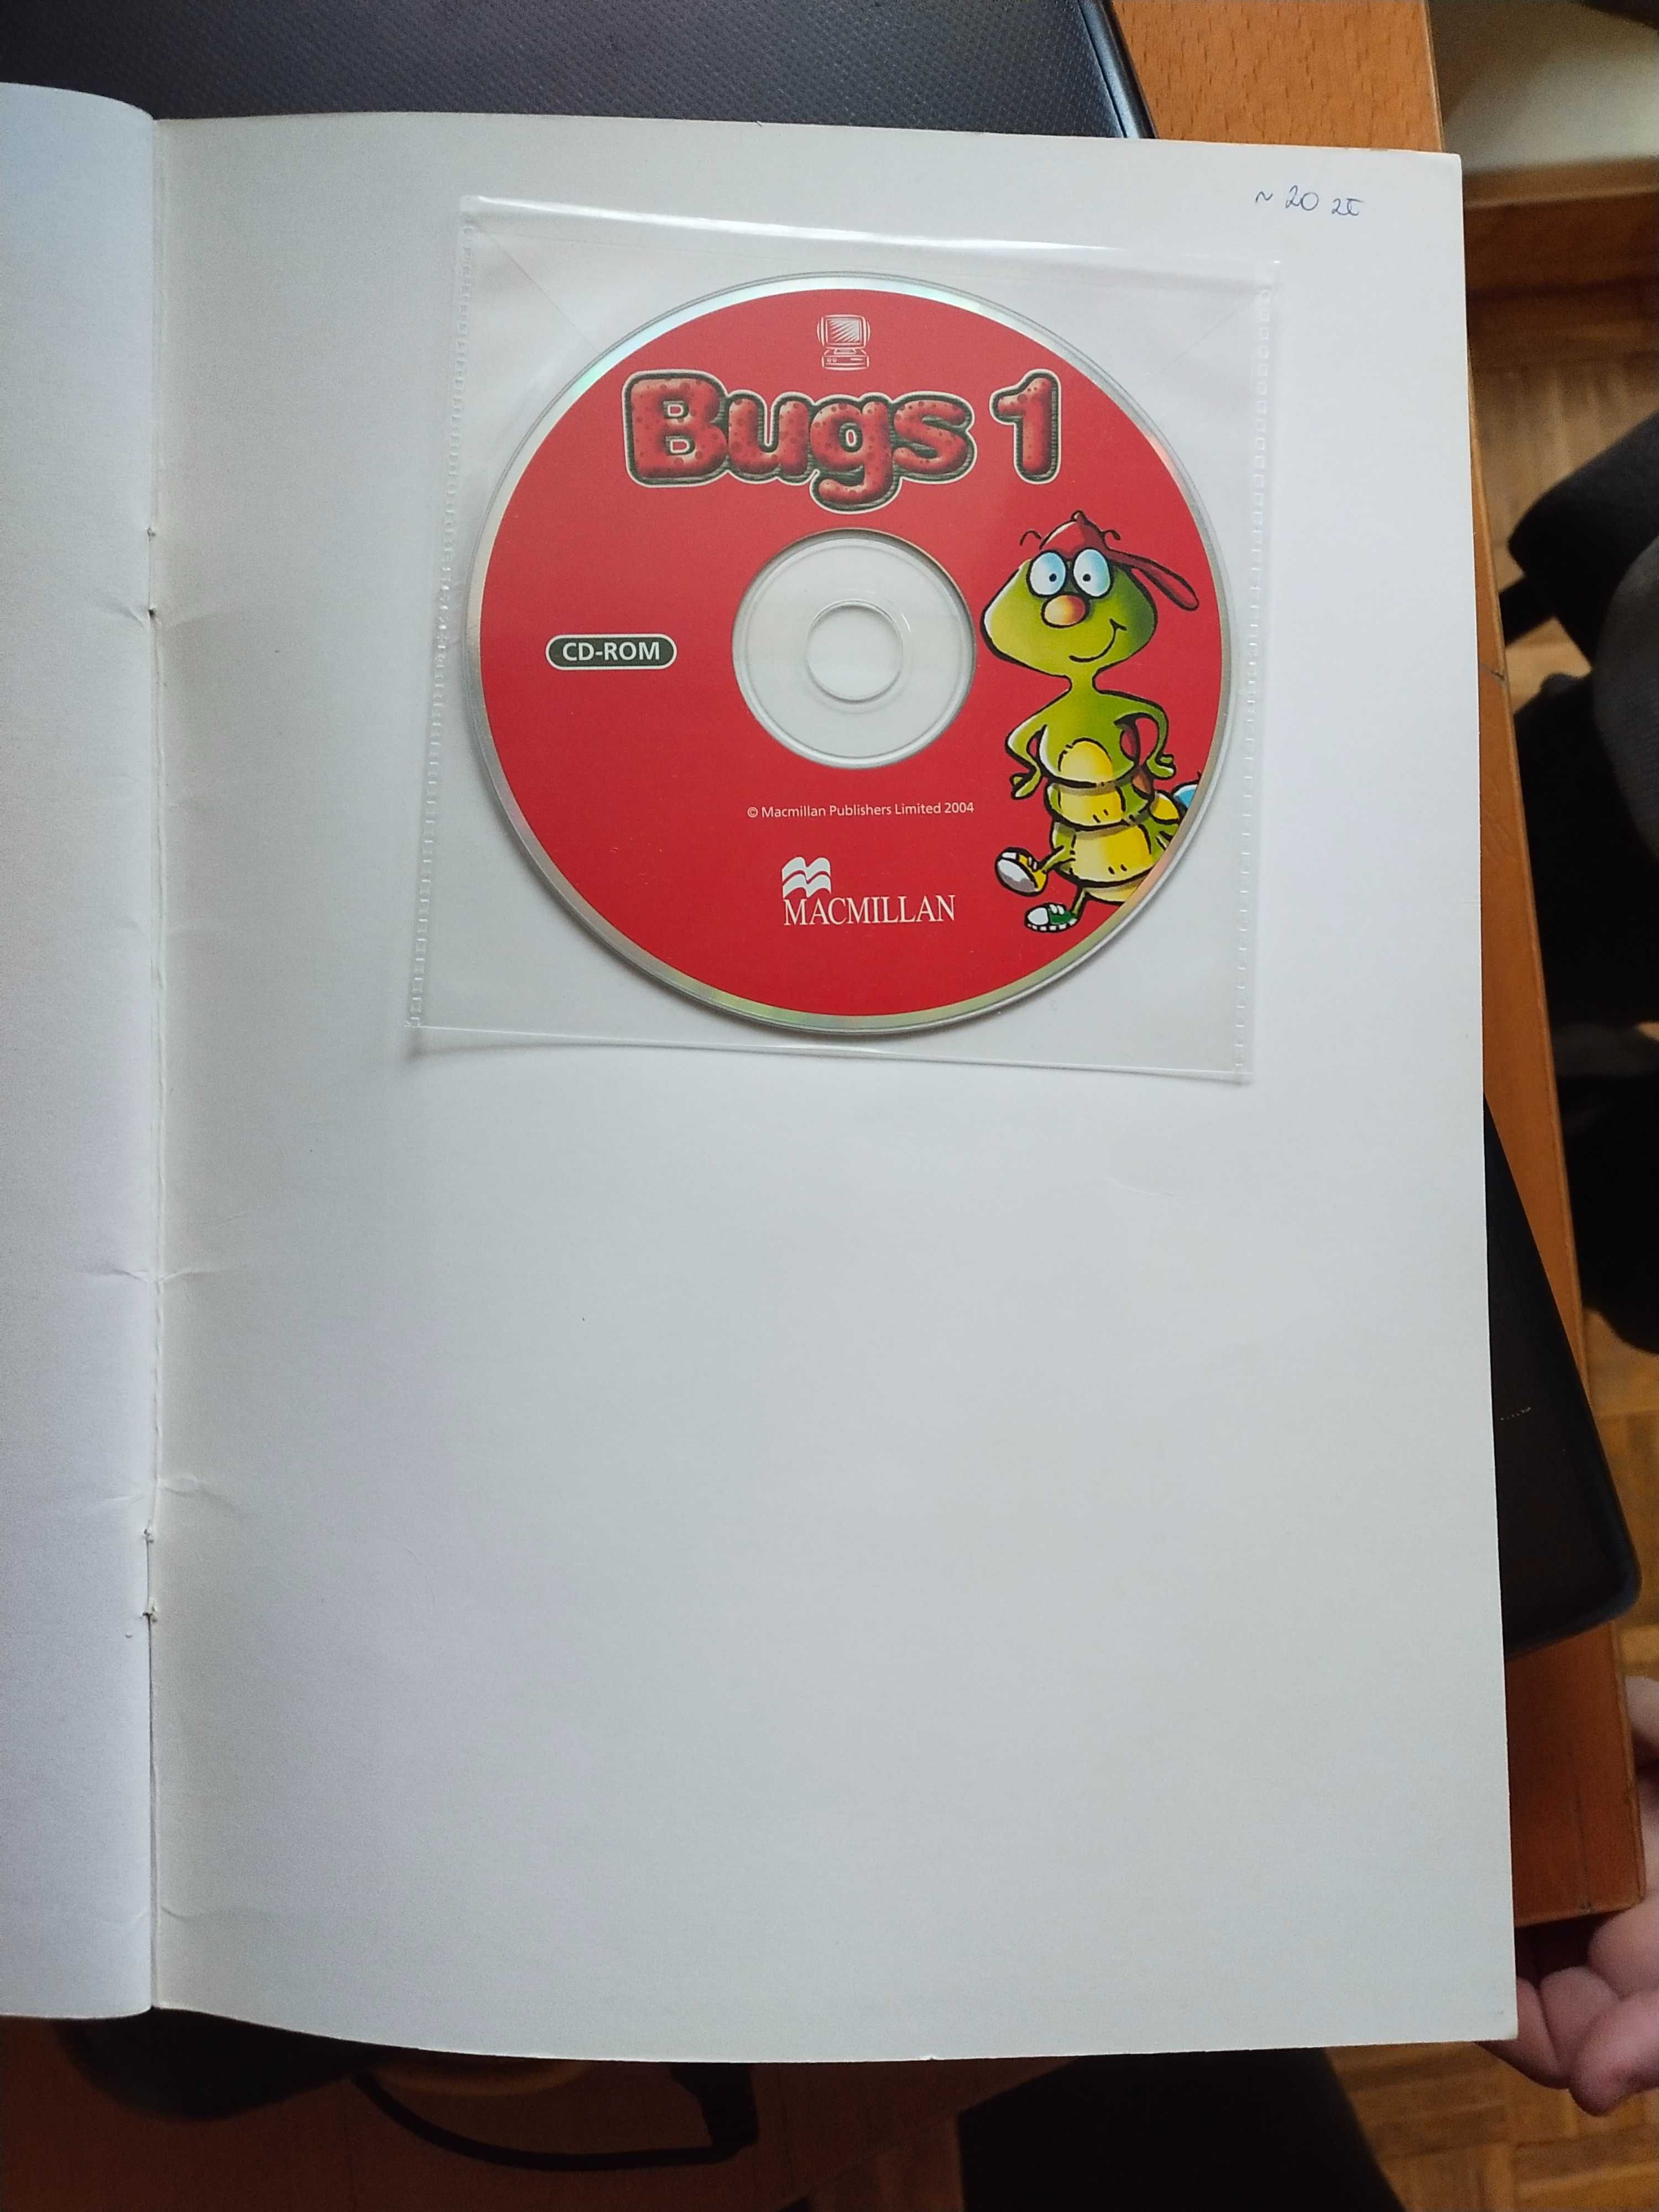 ~ 20 zł
Bugs 1
CD-ROM
© Macmillan Publishers Limited 2004
MACMILLAN